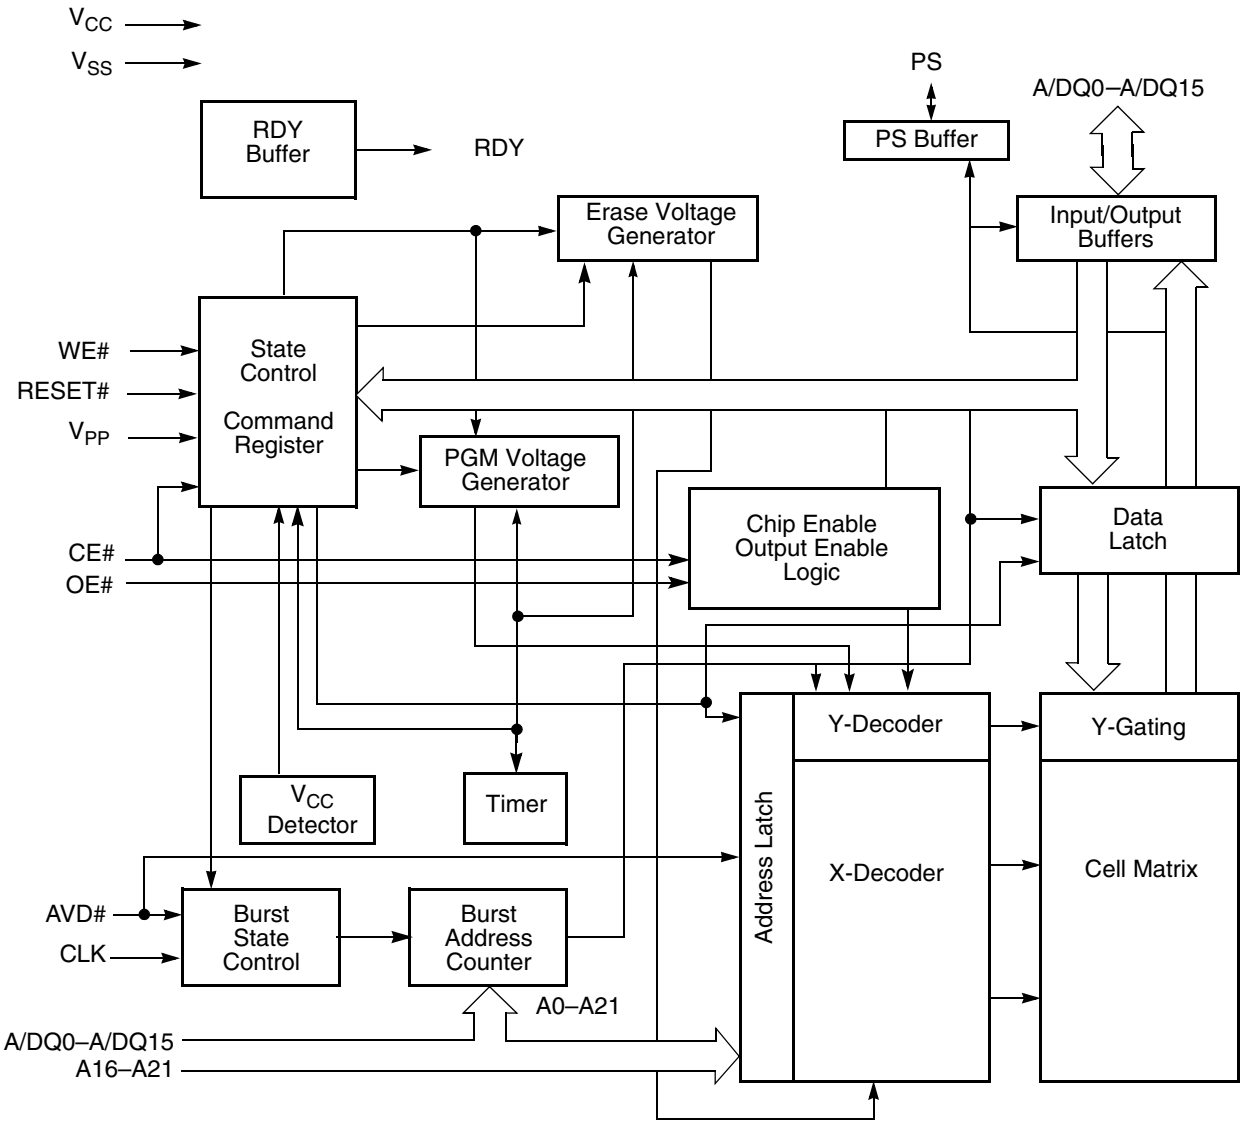 VCC
VSS
PS
A/DQ0–A/DQ15
RDY
Buffer
RDY
PS Buffer
Erase Voltage
Generator
Input/Output
Buffers
WE#
RESET#
VPP
State
Control
Command
Register
PGM Voltage
Generator
CE#
OE#
Chip Enable
Output Enable
Logic
Data
Latch
VCC
Detector
Timer
Address Latch
Y-Decoder
Y-Gating
X-Decoder
Cell Matrix
AVD#
CLK
Burst
State
Control
Burst
Address
Counter
A0–A21
A/DQ0–A/DQ15
A16–A21